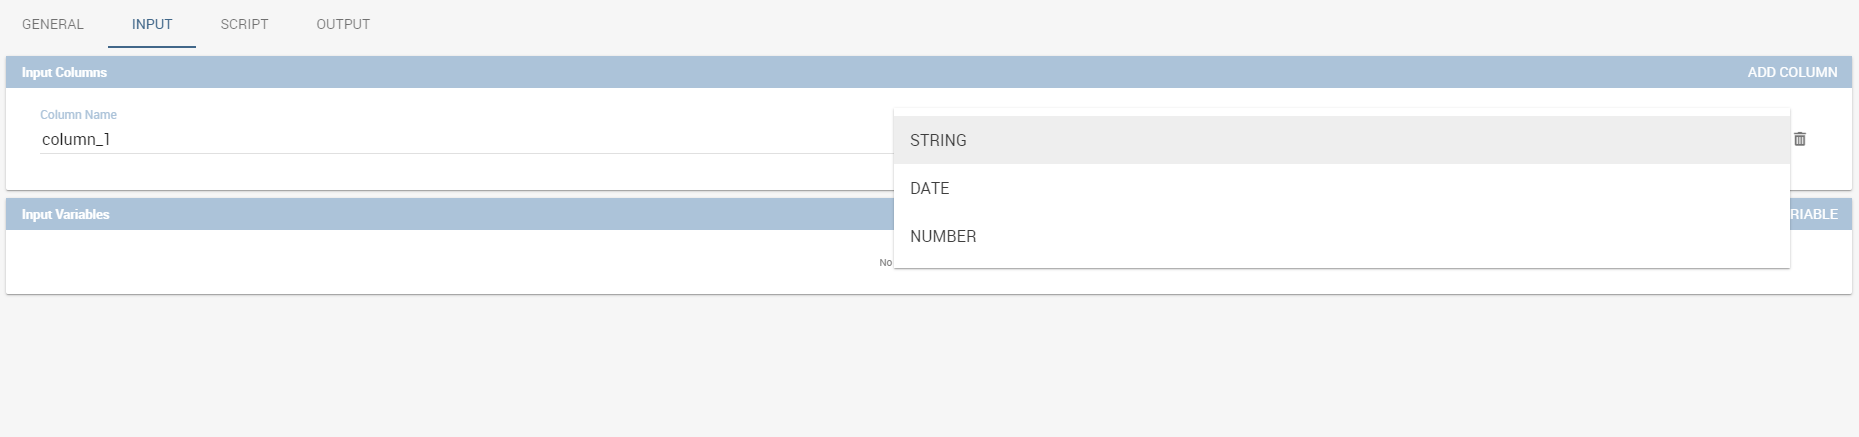 GENERAL INPUT SCRIPT OUTPUT
Input Columns ADD COLUMN
Column Name
column_1
STRING
DATE
NUMBER
Input Variables RIABLE
No